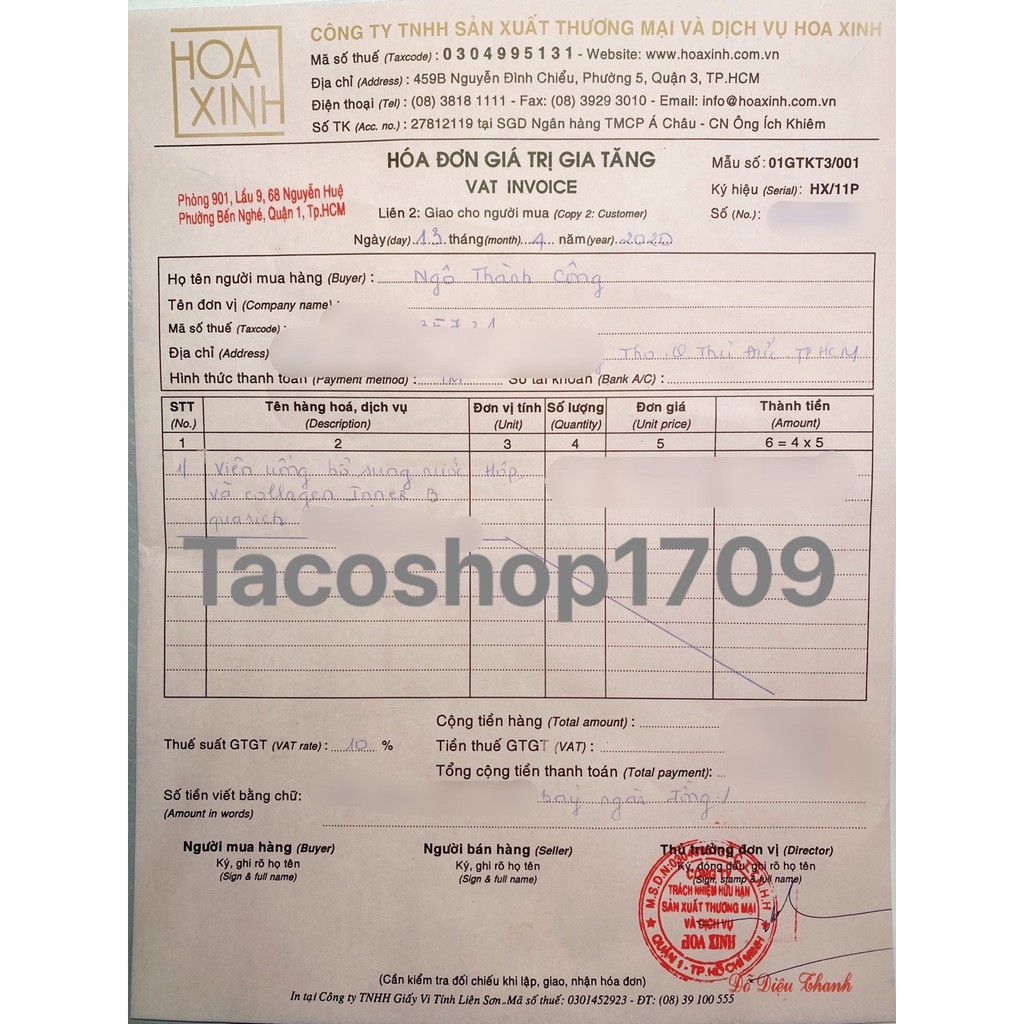 HOA
XINH
CÔNG TY TNHH SẢN XUẤT THƯƠNG MẠI VÀ DỊCH VỤ HOA XINH
Mã số thuế (Taxcode) : 0304995131 - Website: www.hoaxinh.com.vn
Địa chỉ (Address) : 459B Nguyễn Đình Chiểu, Phường 5, Quận 3, TP.HCM
Điện thoại (Tel) : (08) 3818 1111 - Fax: (08) 3929 3010 - Email: info@hoaxinh.com.vn
Số TK (Acc. no.) : 27812119 tại SGD Ngân hàng TMCP Á Châu - CN Ông Ích Khiêm
HÓA ĐƠN GIÁ TRỊ GIA TĂNG
VAT INVOICE
Liên 2: Giao cho người mua (Copy 2: Customer)
Mẫu số : 01GTKT3/001
Ký hiệu (Serial) : HX/11P
Số (No.) :
Phòng 901, Lầu 9, 68 Nguyễn Huệ
Phường Bến Nghé, Quận 1, Tp.HCM
Ngày (day) 13 tháng (month) 4 năm (year) 2020
Họ tên người mua hàng (Buyer) : Ngô Thành Công
Tên đơn vị (Company name)
Mã số thuế (Taxcode)
Địa chỉ (Address) Thọ, Q Thủ Đức TPHCM
Hình thức thanh toán (Payment method) : TM Số tài khoản (Bank A/C) :
STT Tên hàng hoá, dịch vụ Đơn vị tính Số lượng Đơn giá Thành tiền
(No.) (Description) (Unit) (Quantity) (Unit price) (Amount)
1 2 3 4 5 6 = 4 x 5
1 Viên uống bổ sung nước Hộp
và collagen Inner B
Tacoshop1709
Cộng tiền hàng (Total amount) :
Thuế suất GTGT (VAT rate) : 10 % Tiền thuế GTGT (VAT) :
Tổng cộng tiền thanh toán (Total payment):
Số tiền viết bằng chữ: bảy ngàn đồng
(Amount in words)
Người mua hàng (Buyer) Người bán hàng (Seller) Thủ trưởng đơn vị (Director)
Ký, ghi rõ họ tên Ký, ghi rõ họ tên Ký, đóng dấu, ghi rõ họ tên
(Sign & full name) (Sign & full name) (Sign, stamp & full name)
CÔNG TY
TRÁCH NHIỆM HỮU HẠN
SẢN XUẤT THƯƠNG MẠI
VÀ DỊCH VỤ
HOA XINH
QUẬN 1 - TP.HỒ CHÍ MINH
Đỗ Diệu Thanh
(Cần kiểm tra đối chiếu khi lập, giao, nhận hóa đơn)
In tại Công ty TNHH Giấy Vi Tính Liên Sơn - Mã số thuế: 0301452923 - ĐT: (08) 39 100 555